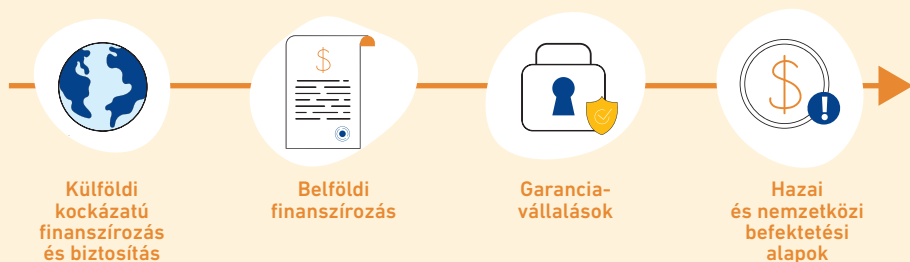 Külföldi
kockázatú
finanszírozás
és biztosítás
Belföldi
finanszírozás
Garancia-
vállalások
Hazai
és nemzetközi
befektetési
alapok